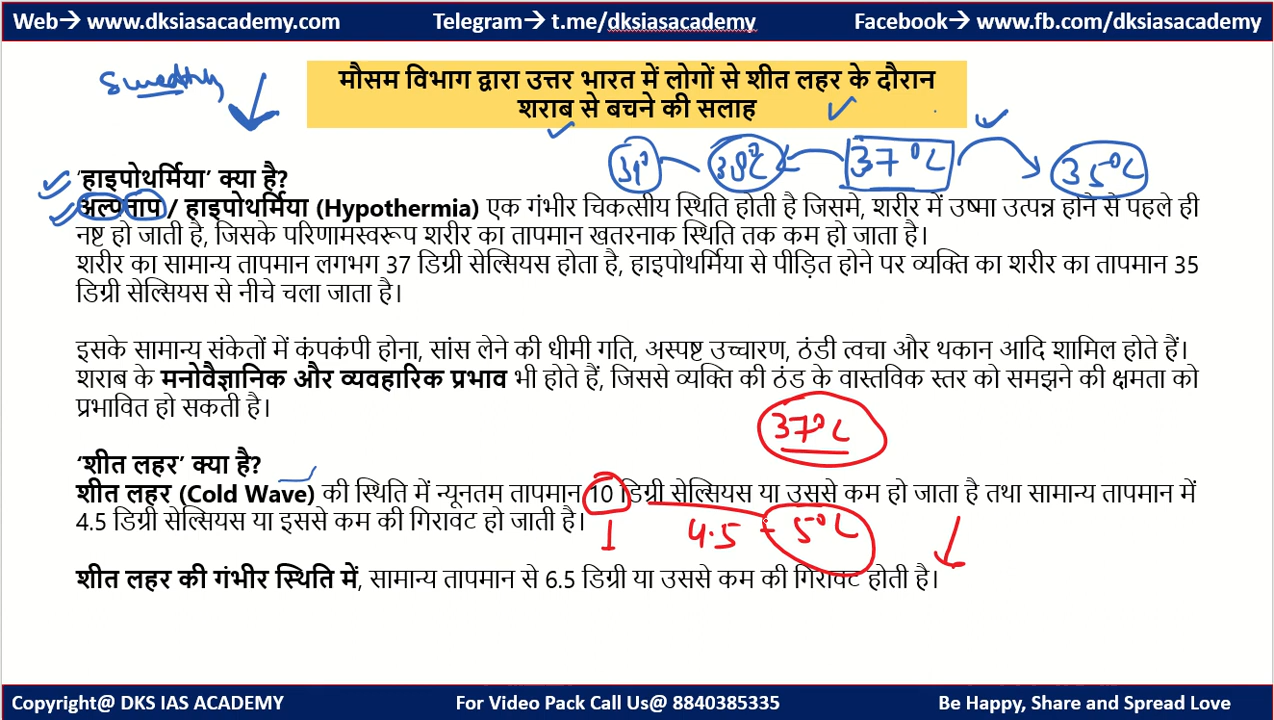 Web→ www.dksiasacademy.com Telegram→ t.me/dksiasacademy Facebook→ www.fb.com/dksiasacademy
मौसम विभाग द्वारा उत्तर भारत में लोगों से शीत लहर के दौरान
शराब से बचने की सलाह
39° 38°C 37°C 35°C
'हाइपोथर्मिया' क्या है?
अल्पताप / हाइपोथर्मिया (Hypothermia) एक गंभीर चिकत्सीय स्थिति होती है जिसमे, शरीर में उष्मा उत्पन्न होने से पहले ही
नष्ट हो जाती है, जिसके परिणामस्वरूप शरीर का तापमान खतरनाक स्थिति तक कम हो जाता है।
शरीर का सामान्य तापमान लगभग 37 डिग्री सेल्सियस होता है, हाइपोथर्मिया से पीड़ित होने पर व्यक्ति का शरीर का तापमान 35
डिग्री सेल्सियस से नीचे चला जाता है।
इसके सामान्य संकेतों में कंपकंपी होना, सांस लेने की धीमी गति, अस्पष्ट उच्चारण, ठंडी त्वचा और थकान आदि शामिल होते हैं।
शराब के मनोवैज्ञानिक और व्यवहारिक प्रभाव भी होते हैं, जिससे व्यक्ति की ठंड के वास्तविक स्तर को समझने की क्षमता को
प्रभावित हो सकती है।
37°C
'शीत लहर' क्या है?
शीत लहर (Cold Wave) की स्थिति में न्यूनतम तापमान 10 डिग्री सेल्सियस या उससे कम हो जाता है तथा सामान्य तापमान में
4.5 डिग्री सेल्सियस या इससे कम की गिरावट हो जाती है।
4.5 - 5°C
शीत लहर की गंभीर स्थिति में, सामान्य तापमान से 6.5 डिग्री या उससे कम की गिरावट होती है।
Copyright@ DKS IAS ACADEMY For Video Pack Call Us@ 8840385335 Be Happy, Share and Spread Love